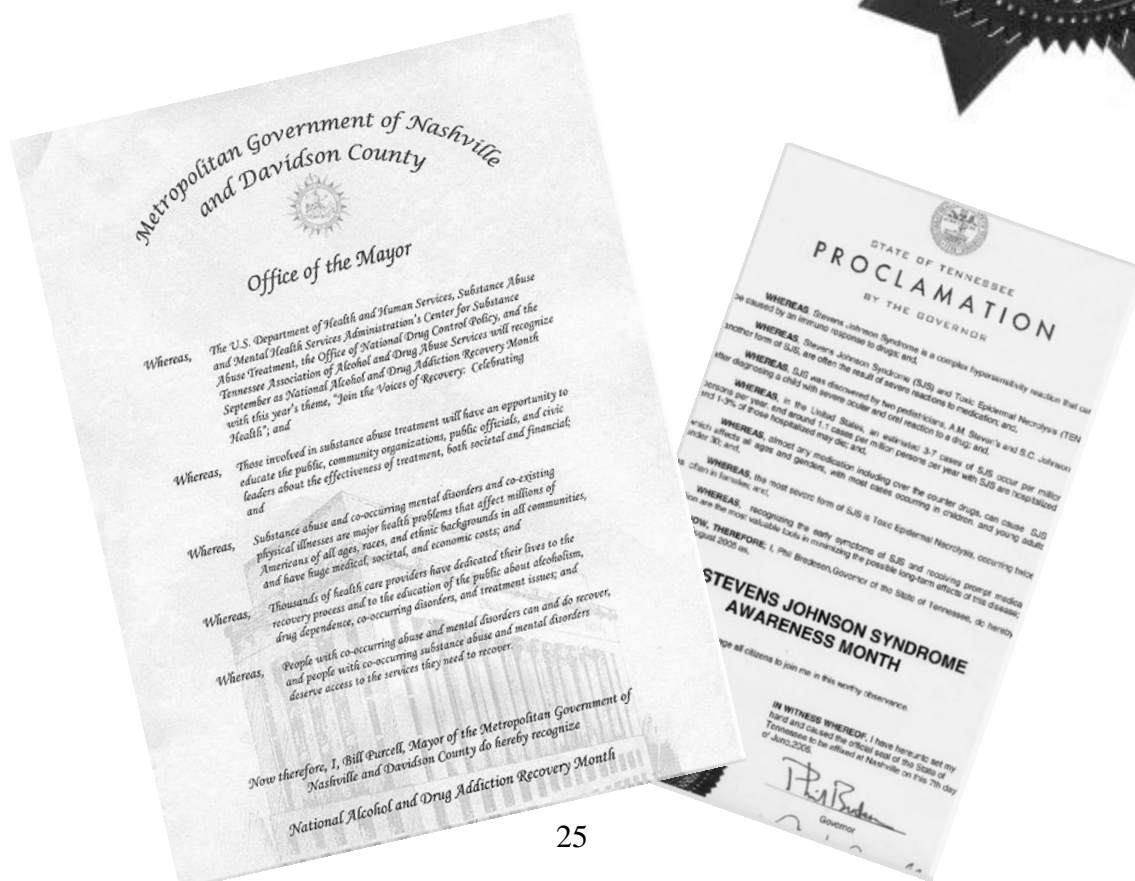 Metropolitan Government of Nashville
and Davidson County
Office of the Mayor
Whereas, The U.S. Department of Health and Human Services, Substance Abuse
and Mental Health Services Administration's Center for Substance
Abuse Treatment, the Office of National Drug Control Policy, and the
Tennessee Association of Alcohol and Drug Abuse Services will recognize
September as National Alcohol and Drug Addiction Recovery Month
with this year's theme, "Join the Voices of Recovery: Celebrating
Health"; and
Whereas, Those involved in substance abuse treatment will have an opportunity to
educate the public, community organizations, public officials, and civic
leaders about the effectiveness of treatment, both societal and financial;
and
Whereas, Substance abuse and co-occurring mental disorders and co-existing
physical illnesses are major health problems that affect millions of
Americans of all ages, races, and ethnic backgrounds in all communities,
and have huge medical, societal, and economic costs; and
Whereas, Thousands of health care providers have dedicated their lives to the
recovery process and to the education of the public about alcoholism,
drug dependence, co-occurring disorders, and treatment issues; and
Whereas, People with co-occurring abuse and mental disorders can and do recover,
and people with co-occurring substance abuse and mental disorders
deserve access to the services they need to recover.
Now therefore, I, Bill Purcell, Mayor of the Metropolitan Government of
Nashville and Davidson County do hereby recognize
National Alcohol and Drug Addiction Recovery Month
STATE OF TENNESSEE
PROCLAMATION
BY THE GOVERNOR
WHEREAS, Stevens Johnson Syndrome is a complex hypersensitivity reaction that can
be caused by an immuno response to drugs; and,
WHEREAS, Stevens Johnson Syndrome (SJS) and Toxic Epidermal Necrolysis (TEN
another form of SJS, are often the result of severe reactions to medication; and,
WHEREAS, SJS was discovered by two pediatricians, A.M. Steven's and S.C. Johnson
after diagnosing a child with severe ocular and oral reaction to a drug; and,
WHEREAS, in the United States, an estimated 3-7 cases of SJS occur per million
persons per year, and around 1.1 cases per million persons per year with SJS are hospitalized
and 1-3% of those hospitalized may die; and,
WHEREAS, almost any medication including over the counter drugs, can cause SJS
which effects all ages and genders, with most cases occurring in children, and young adults
under 30; and,
WHEREAS, the most severe form of SJS is Toxic Epidermal Necrolysis, occurring twice
as often in females; and,
WHEREAS, recognizing the early symptoms of SJS and receiving prompt medica
are the most valuable tools in minimizing the possible long-term effects of this disease;
NOW, THEREFORE, I, Phil Bredesen, Governor of the State of Tennessee, do hereby
August 2005 as,
STEVENS JOHNSON SYNDROME
AWARENESS MONTH
all citizens to join me in this worthy observance.
IN WITNESS WHEREOF, I have hereunto set my
hand and caused the official seal of the State of
Tennessee to be affixed at Nashville on this 7th day
of June, 2005.
Governor
25